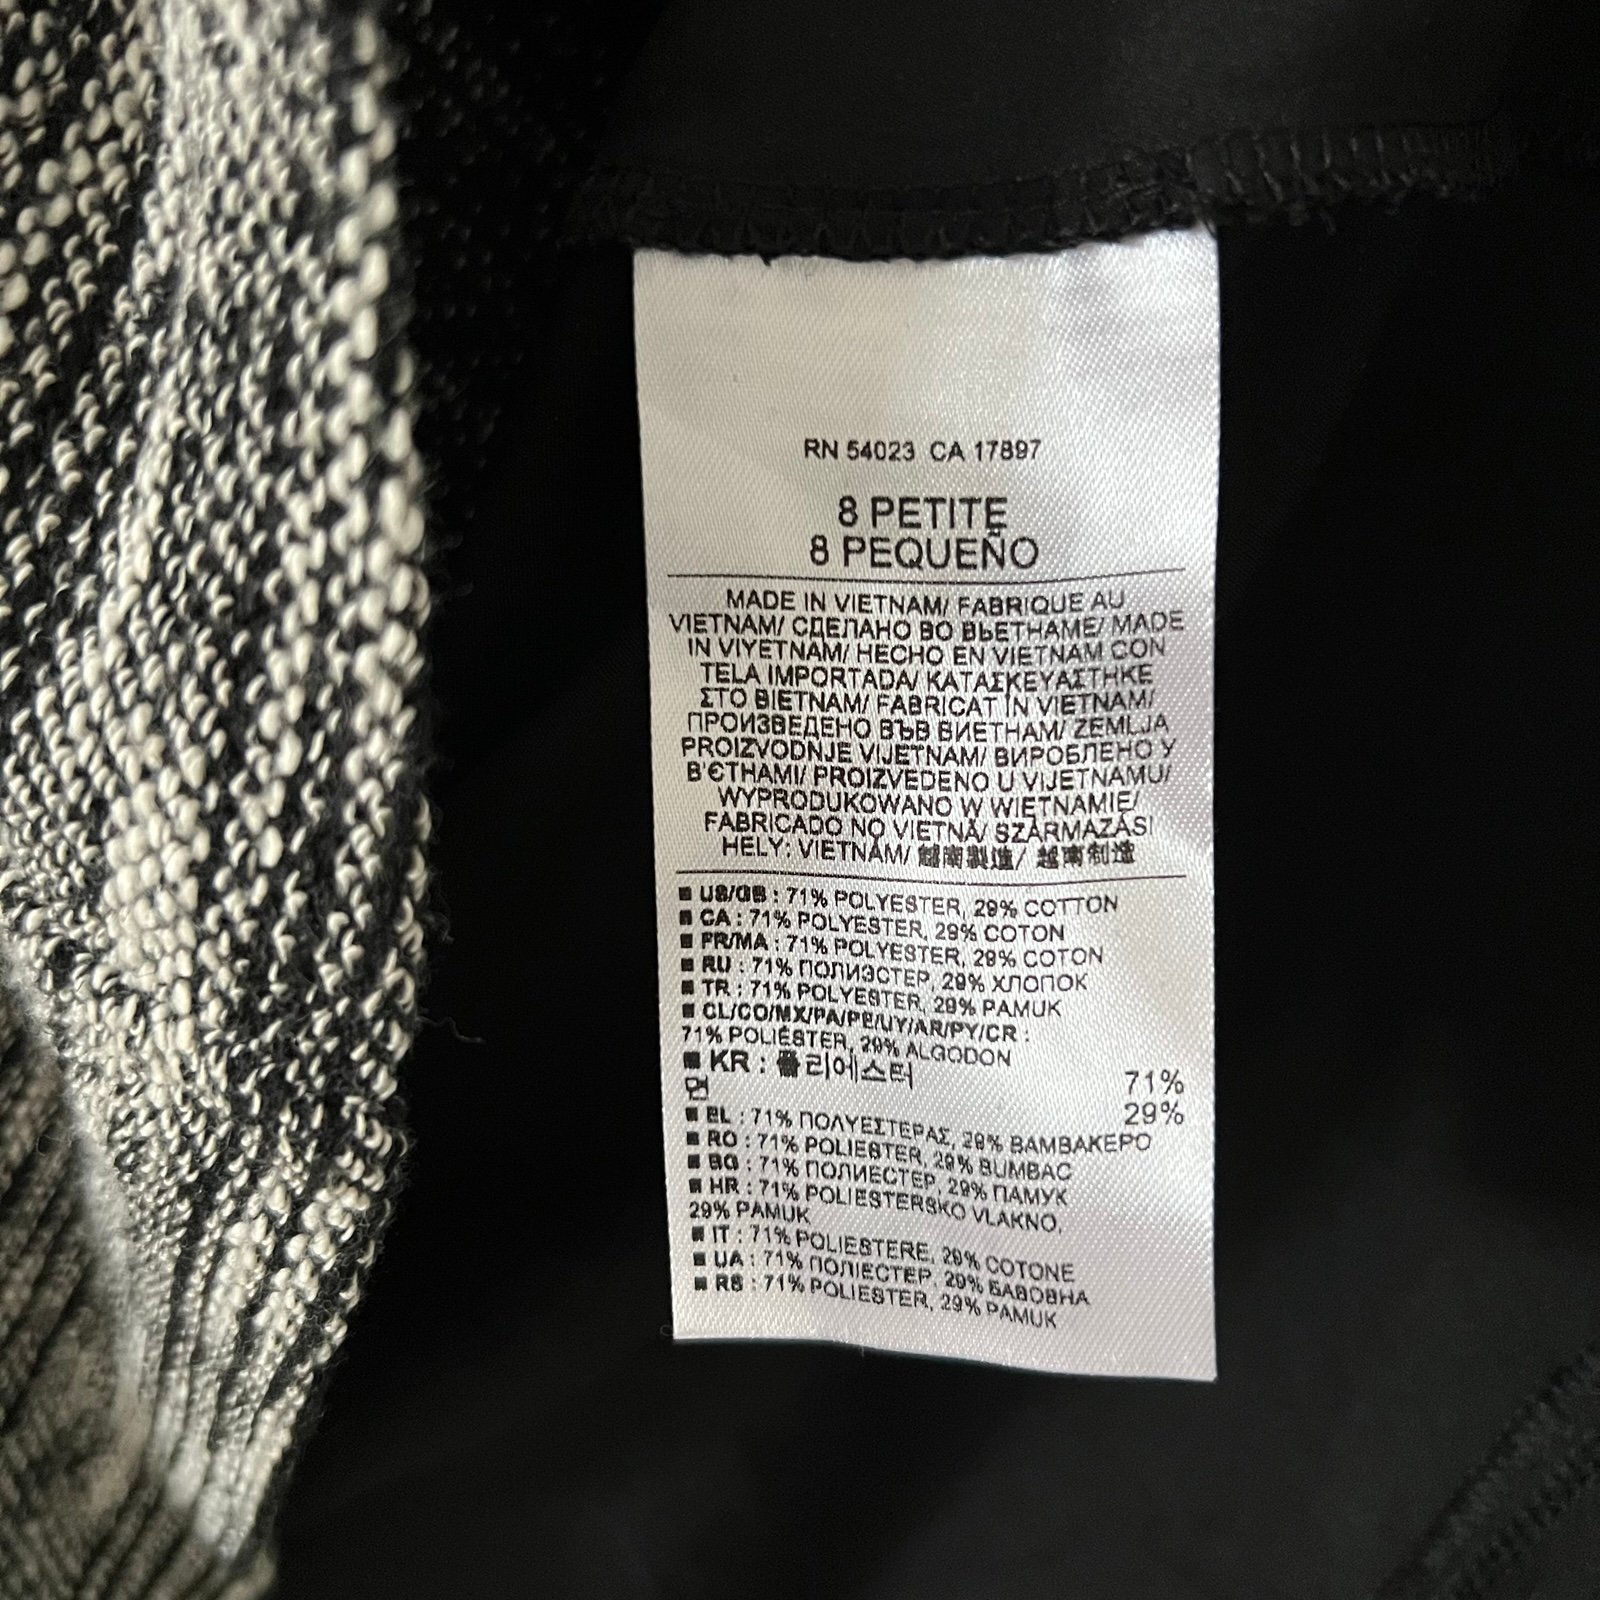 RN 54023 CA 17897
8 PETITE
8 PEQUEÑO
MADE IN VIETNAM/ FABRIQUE AU
VIETNAM/ СДЕЛАНО ВО ВЬЕТНАМЕ/ MADE
IN VIYETNAM/ HECHO EN VIETNAM CON
TELA IMPORTADA/ ΚΑΤΑΣΚΕΥΑΣΤΗΚΕ
ΣΤΟ ΒΙΕΤΝΑΜ/ FABRICAT IN VIETNAM/
ПРОИЗВЕДЕНО ВЪВ ВИЕТНАМ/ ZEMLJA
PROIZVODNJE VIJETNAM/ ВИРОБЛЕНО У
В'ЄТНАМІ/ PROIZVEDENO U VIJETNAMU/
WYPRODUKOWANO W WIETNAMIE/
FABRICADO NO VIETNÃ/ SZÁRMAZÁSI
HELY: VIETNÁM/ 越南製造/ 越南制造
■ US/GB : 71% POLYESTER, 29% COTTON
■ CA : 71% POLYESTER, 29% COTON
■ FR/MA : 71% POLYESTER, 29% COTON
■ RU : 71% ПОЛИЭСТЕР, 29% ХЛОПОК
■ TR : 71% POLYESTER, 29% PAMUK
■ CL/CO/MX/PA/PE/UY/AR/PY/CR :
71% POLIÉSTER, 29% ALGODON
■ KR : 폴리에스터 71%
면 29%
■ EL : 71% ΠΟΛΥΕΣΤΕΡΑΣ, 29% ΒΑΜΒΑΚΕΡΟ
■ RO : 71% POLIESTER, 29% BUMBAC
■ BG : 71% ПОЛИЕСТЕР, 29% ПАМУК
■ HR : 71% POLIESTERSKO VLAKNO,
29% PAMUK
■ IT : 71% POLIESTERE, 29% COTONE
■ UA : 71% ПОЛІЕСТЕР, 29% БАВОВНА
■ RS : 71% POLIESTER, 29% PAMUK